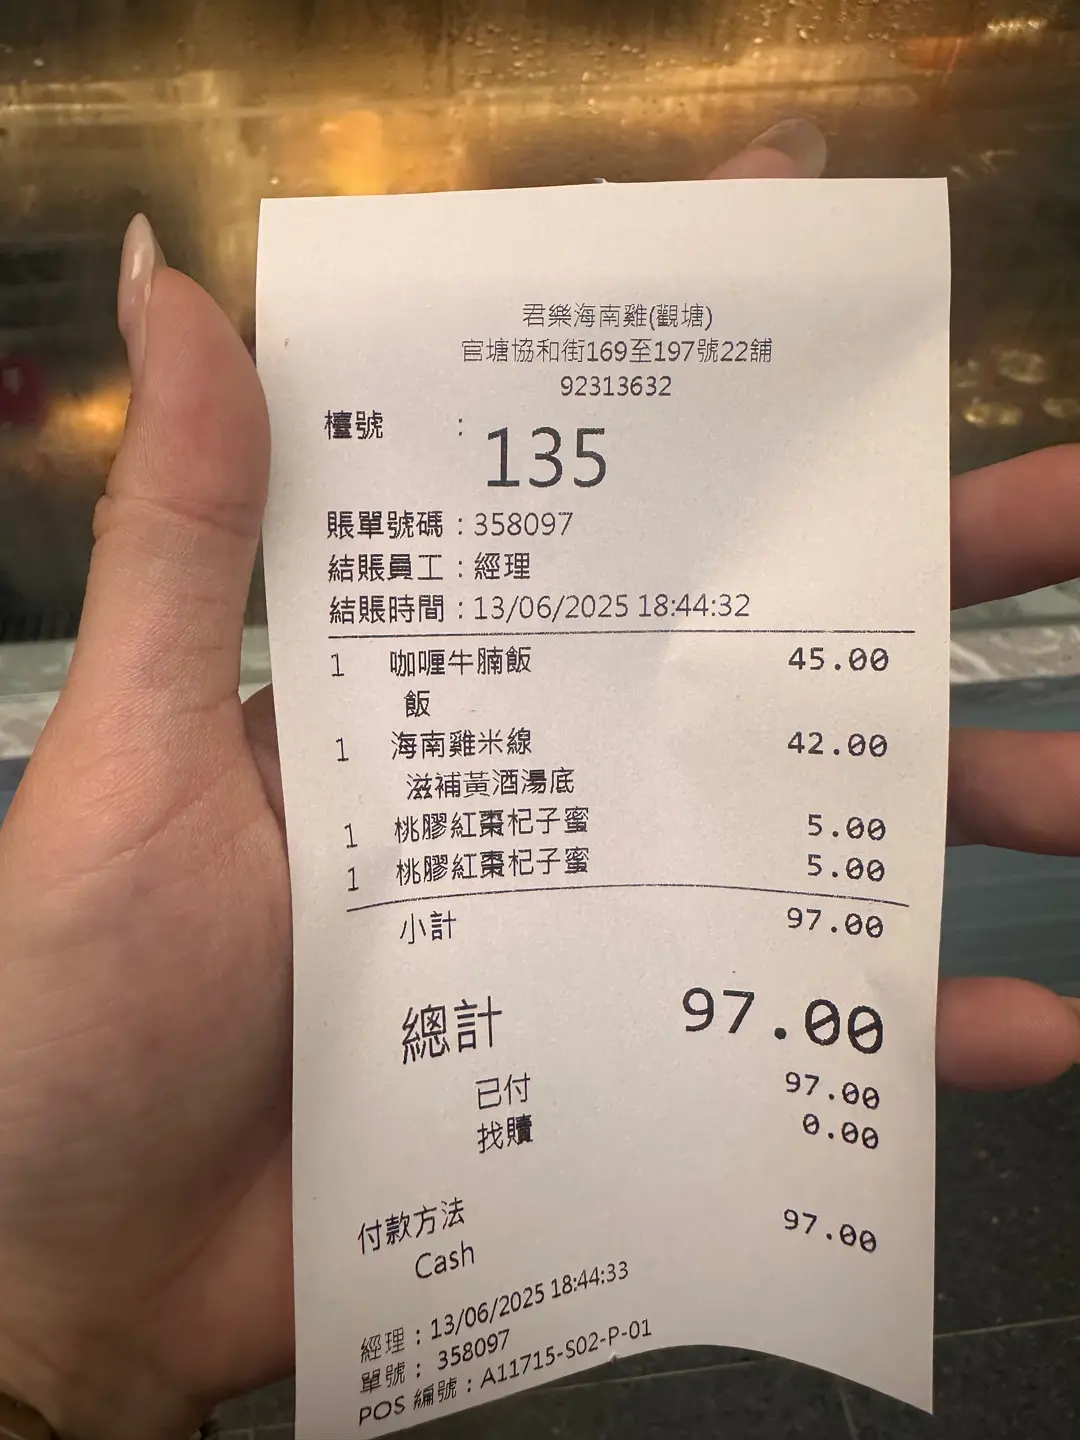 君樂海南雞(觀塘)
官塘協和街169至197號22舖
92313632
檯號 : 135
賬單號碼 : 358097
結賬員工 : 經理
結賬時間 : 13/06/2025 18:44:32
1 咖喱牛腩飯 45.00
飯
1 海南雞米線 42.00
滋補黃酒湯底
1 桃膠紅棗杞子蜜 5.00
1 桃膠紅棗杞子蜜 5.00
小計 97.00
總計 97.00
已付 97.00
找贖 0.00
付款方法 97.00
Cash
經理 : 13/06/2025 18:44:33
單號 : 358097
POS 編號 : A11715-S02-P-01